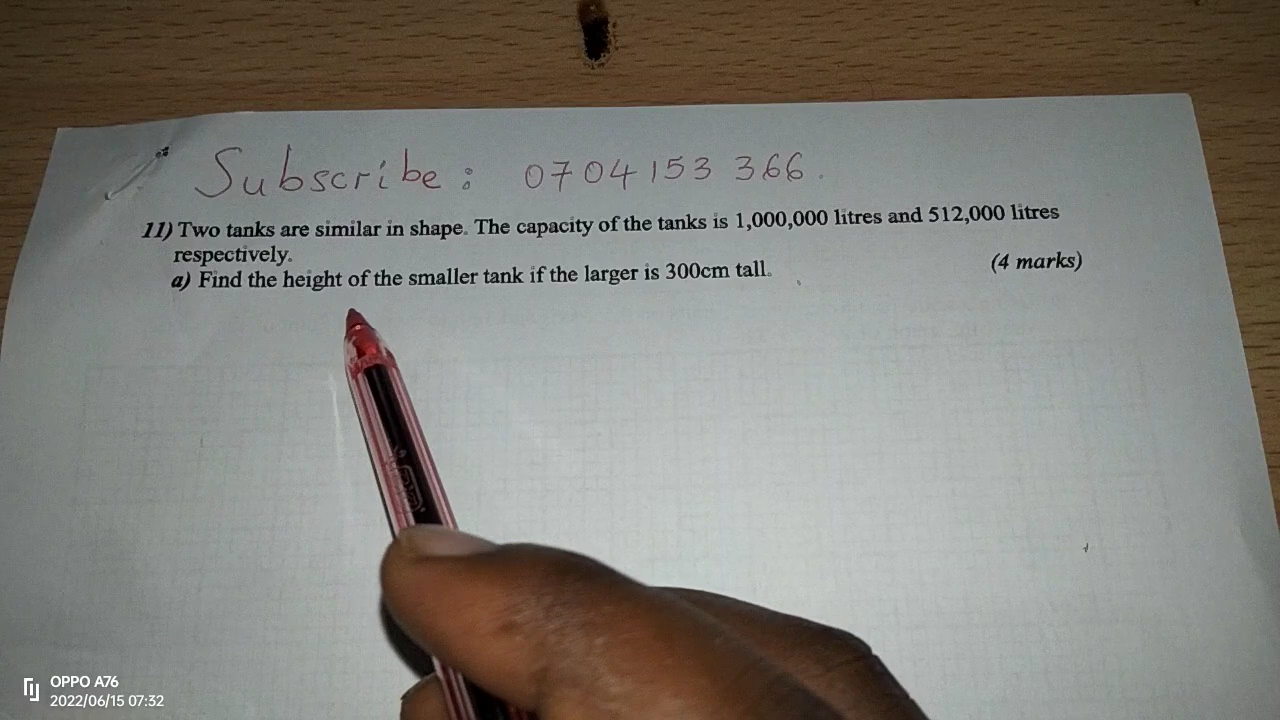 Subscribe: 0704 153 366.
11) Two tanks are similar in shape. The capacity of the tanks is 1,000,000 litres and 512,000 litres
respectively.
a) Find the height of the smaller tank if the larger is 300cm tall. (4 marks)
OPPO A76
2022/06/15 07:32